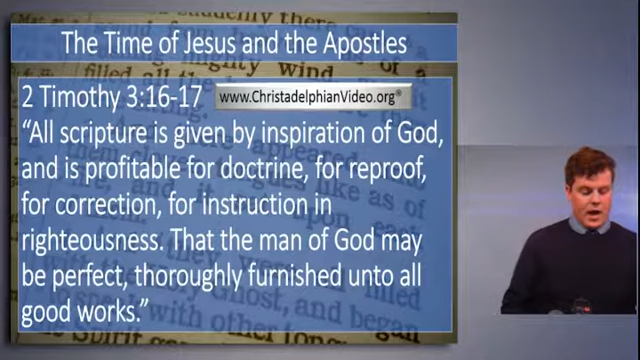 The Time of Jesus and the Apostles
2 Timothy 3:16-17
www.ChristadelphianVideo.org®
“All scripture is given by inspiration of God,
and is profitable for doctrine, for reproof,
for correction, for instruction in
righteousness. That the man of God may
be perfect, thoroughly furnished unto all
good works.”